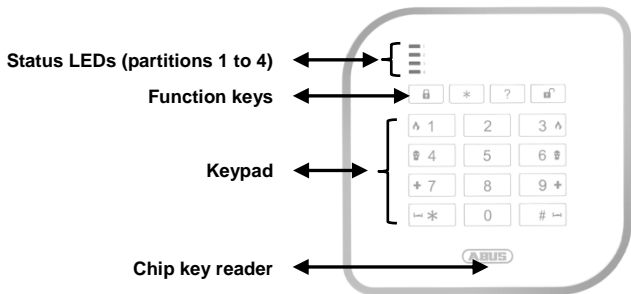 Status LEDs (partitions 1 to 4)
Function keys
* ?
1 2 3
Keypad
4 5 6
7 8 9
* 0 #
Chip key reader
ABUS